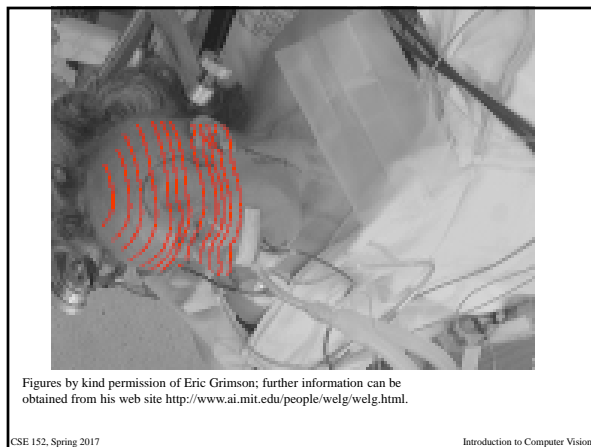 Figures by kind permission of Eric Grimson; further information can be
obtained from his web site http://www.ai.mit.edu/people/welg/welg.html.
CSE 152, Spring 2017 Introduction to Computer Vision